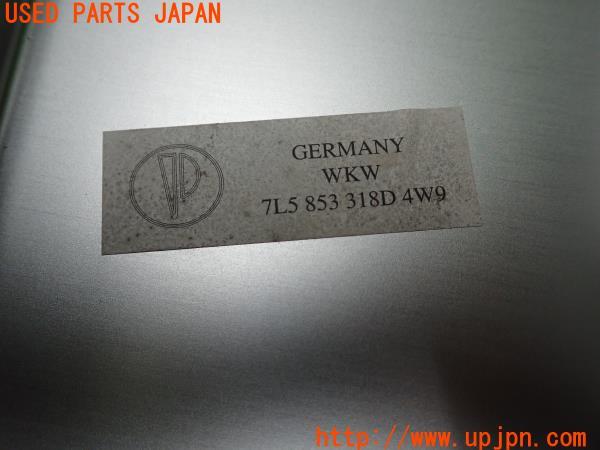 USED PARTS JAPAN
GERMANY
WKW
7L5 853 318D 4W9
http://www.upjpn.com